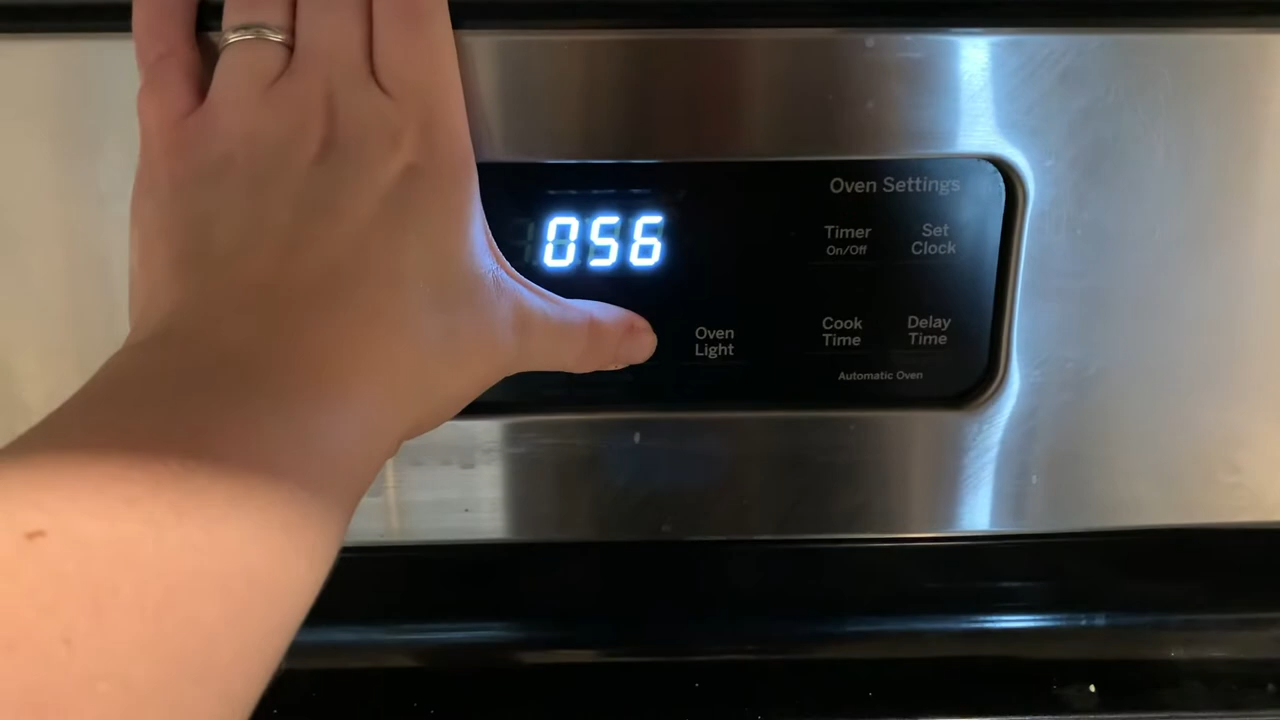 Oven Settings
056
Timer
On/Off
Set
Clock
Oven
Light
Cook
Time
Delay
Time
Automatic Oven